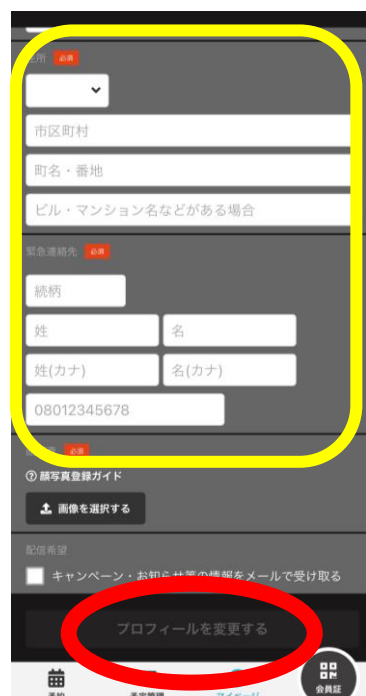 住所 必須
市区町村
町名・番地
ビル・マンション名などがある場合
緊急連絡先 必須
続柄
姓 名
姓(カナ) 名(カナ)
08012345678
必須
? 顔写真登録ガイド
画像を選択する
配信希望
キャンペーン・お知らせ等の情報をメールで受け取る
プロフィールを変更する
会員証